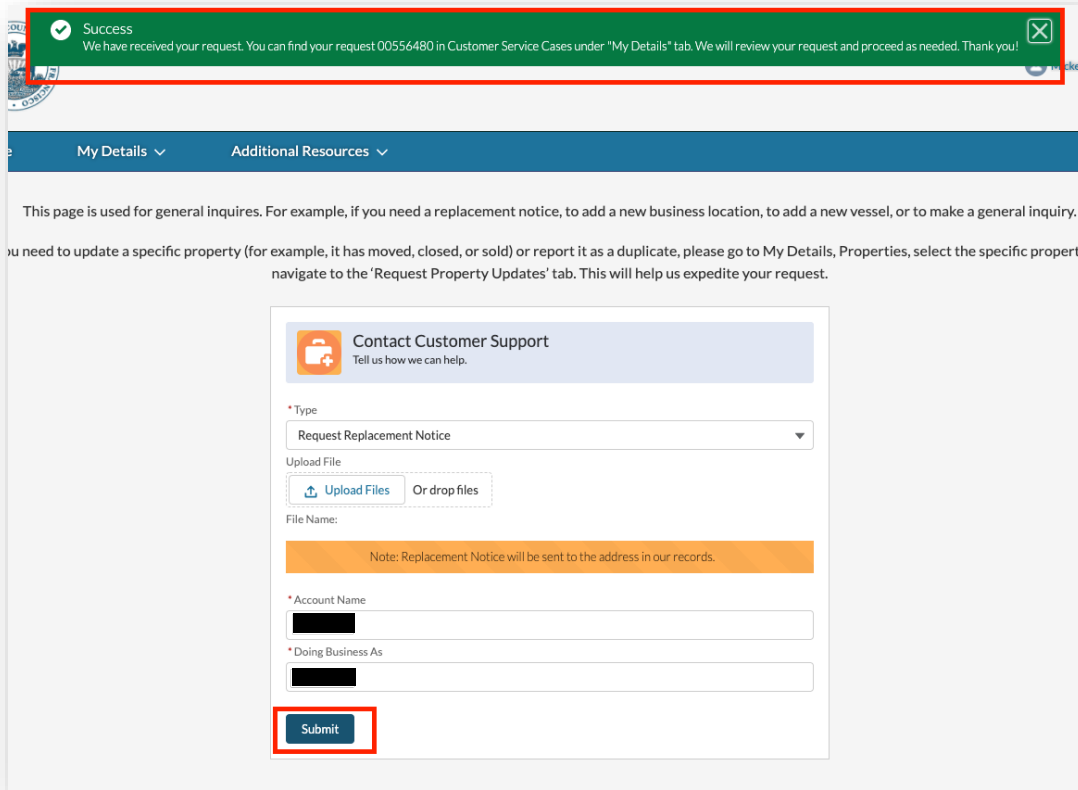 Success
We have received your request. You can find your request 00556480 in Customer Service Cases under "My Details" tab. We will review your request and proceed as needed. Thank you!
My Details
Additional Resources
This page is used for general inquires. For example, if you need a replacement notice, to add a new business location, to add a new vessel, or to make a general inquiry.
need to update a specific property (for example, it has moved, closed, or sold) or report it as a duplicate, please go to My Details, Properties, select the specific
navigate to the ‘Request Property Updates’ tab. This will help us expedite your request.
Contact Customer Support
Tell us how we can help.
*Type
Request Replacement Notice
Upload File
Upload Files Or drop files
File Name:
Note: Replacement Notice will be sent to the address in our records.
*Account Name
*Doing Business As
Submit